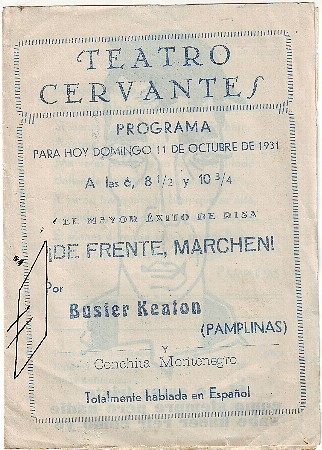 TEATRO
CERVANTES
PROGRAMA
PARA HOY DOMINGO 11 DE OCTUBRE DE 1931
A las 6, 8 1/2 y 10 3/4
EL MAYOR ÉXITO DE RISA
¡DE FRENTE, MARCHEN!
Por
Buster Keaton
(PAMPLINAS)
y
Conchita Montenegro
Totalmente hablada en Español